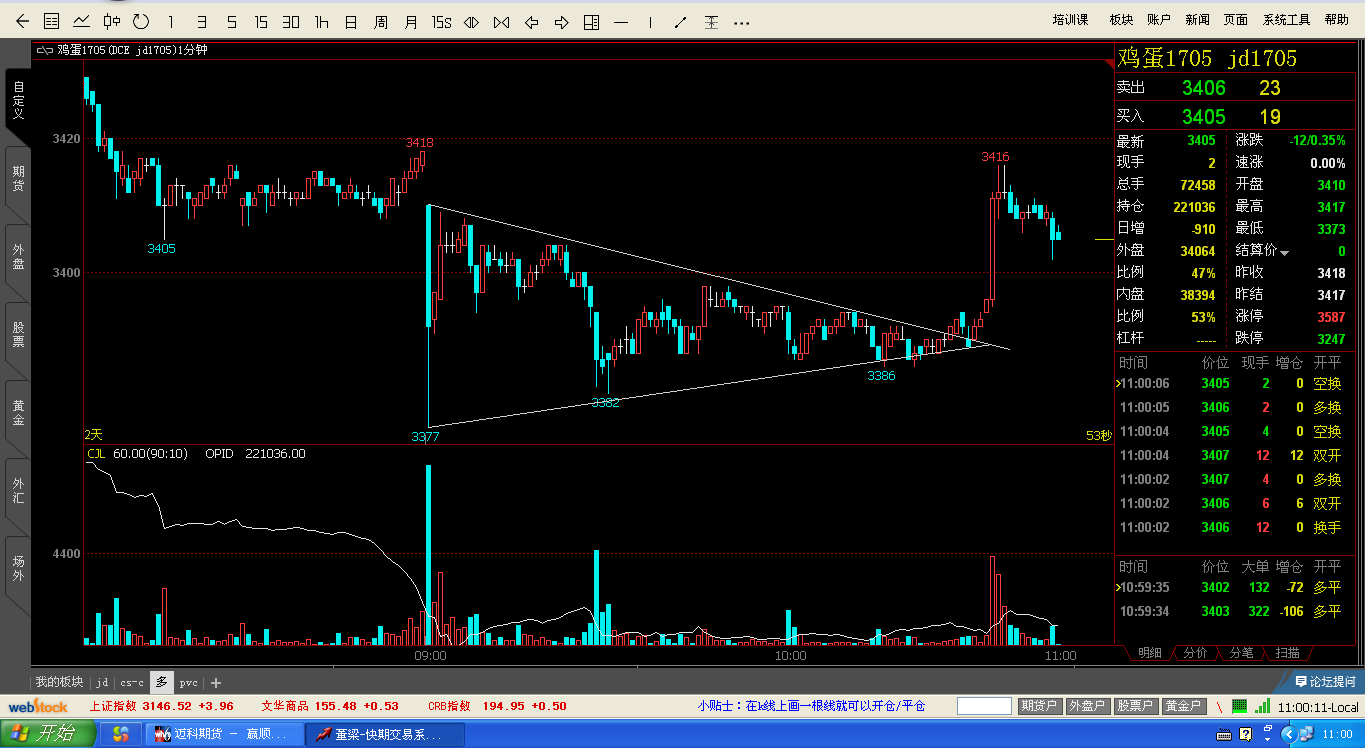 1 3 5 15 30 1h 日 周 月 15s ... 培训课 板块 账户 新闻 页面 系统工具 帮助
鸡蛋1705(DCE jd1705)1分钟
鸡蛋1705 jd1705
自定义
期货
外盘
股票
黄金
外汇
场外
3420
3400
3418
3405
3416
3377
3382
3386
2天
53秒
CJL 60.00(90:10) OPID 221036.00
4400
09:00 10:00 11:00
卖出 3406 23
买入 3405 19
最新 3405 涨跌 -12/0.35%
现手 2 速涨 0.00%
总手 72458 开盘 3410
持仓 221036 最高 3417
日增 -910 最低 3373
外盘 34064 结算价 0
比例 47% 昨收 3418
内盘 38394 昨结 3417
比例 53% 涨停 3587
杠杆 ----- 跌停 3247
时间 价位 现手 增仓 开平
11:00:06 3405 2 0 空换
11:00:05 3406 2 0 多换
11:00:04 3405 4 0 空换
11:00:04 3407 12 12 双开
11:00:02 3407 4 0 多换
11:00:02 3406 6 6 双开
11:00:02 3406 12 0 换手
时间 价位 大单 增仓 开平
10:59:35 3402 132 -72 多平
10:59:34 3403 322 -106 多平
明细 分价 分笔 扫描
我的板块 jd cs-c 多 pvc +
论坛提问
webStock 上证指数 3146.52 +3.96 文华商品 155.48 +0.53 CRB指数 194.95 +0.50 小贴士：在k线上画一根线就可以开仓/平仓 期货户 外盘户 股票户 黄金户 11:00:11-Local
开始 迈科期货 － 赢顺... 董梁-快期交易系... 11:00